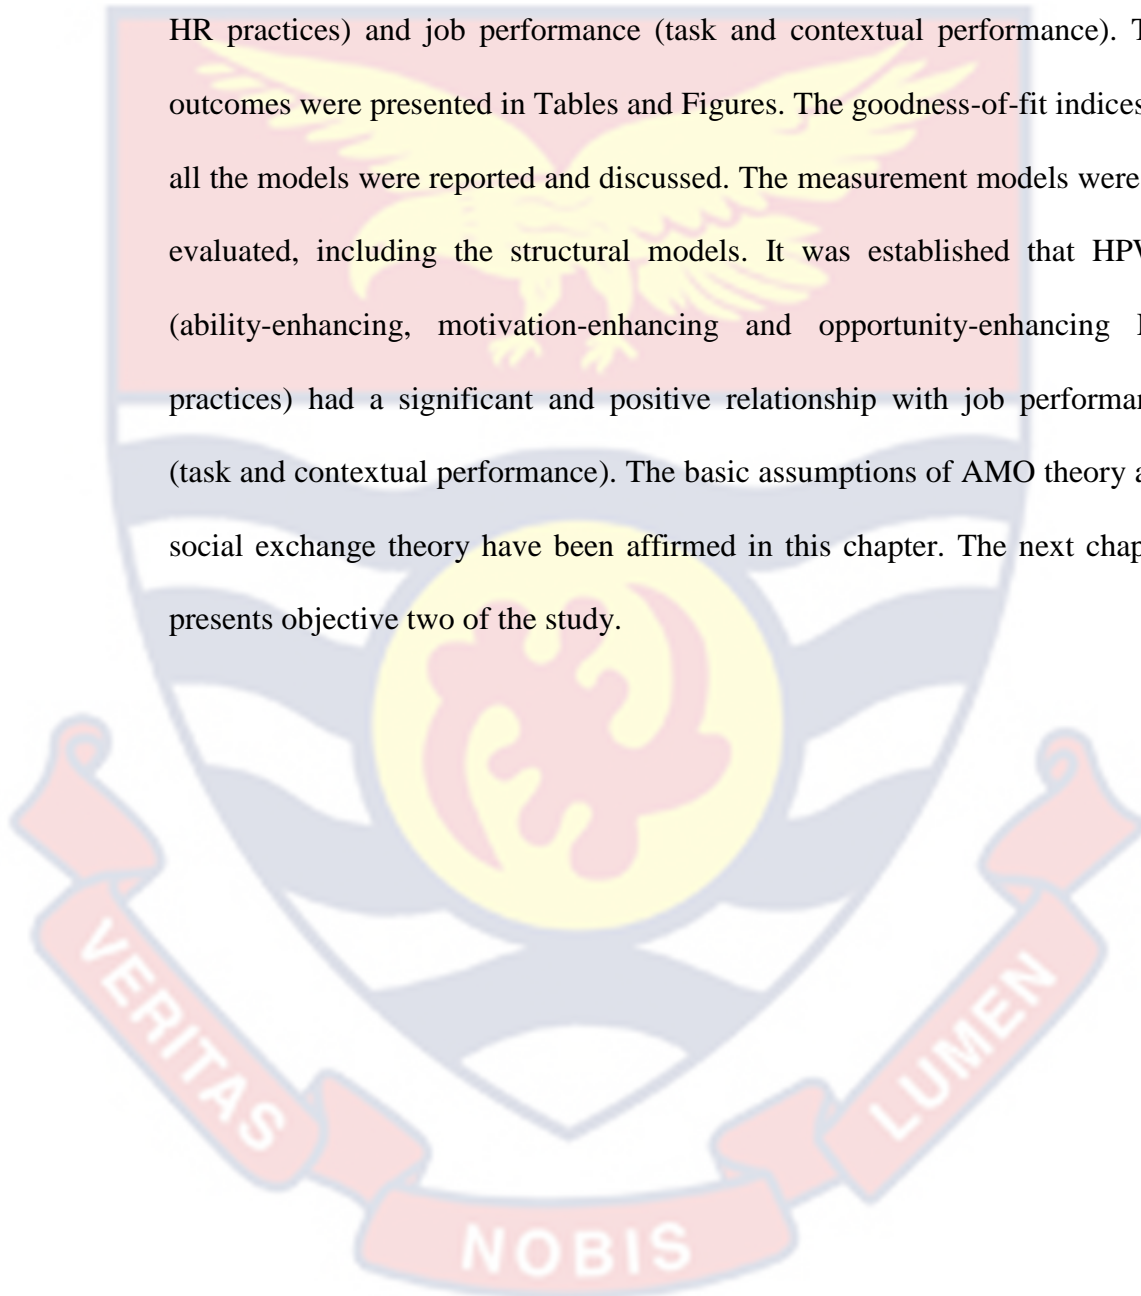 HR practices) and job performance (task and contextual performance). T
outcomes were presented in Tables and Figures. The goodness-of-fit indices
all the models were reported and discussed. The measurement models were
evaluated, including the structural models. It was established that HPW
(ability-enhancing, motivation-enhancing and opportunity-enhancing
practices) had a significant and positive relationship with job performan
(task and contextual performance). The basic assumptions of AMO theory a
social exchange theory have been affirmed in this chapter. The next chap
presents objective two of the study.
VERITAS
NOBIS
LUMEN